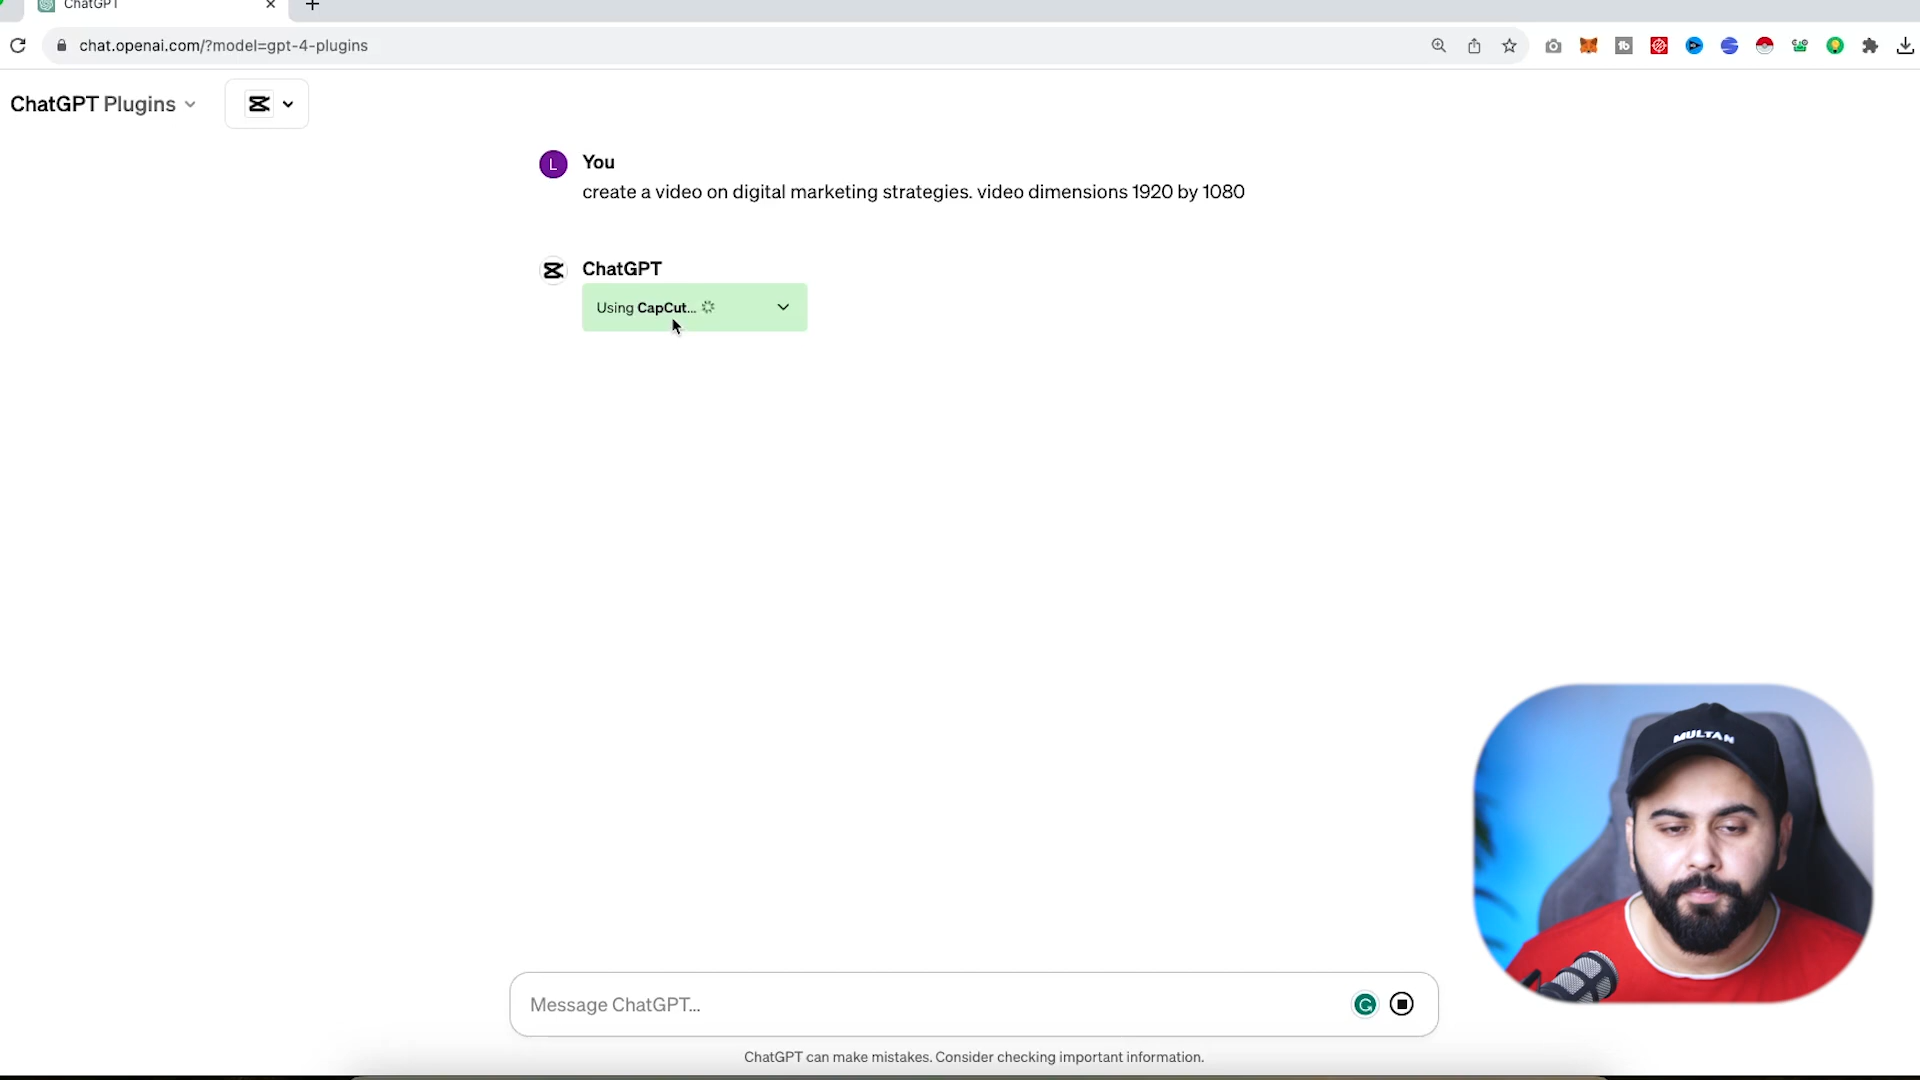 ChatGPT
chat.openai.com/?model=gpt-4-plugins
ChatGPT Plugins
L
You
create a video on digital marketing strategies. video dimensions 1920 by 1080
ChatGPT
Using CapCut...
MULTAN
Message ChatGPT...
ChatGPT can make mistakes. Consider checking important information.